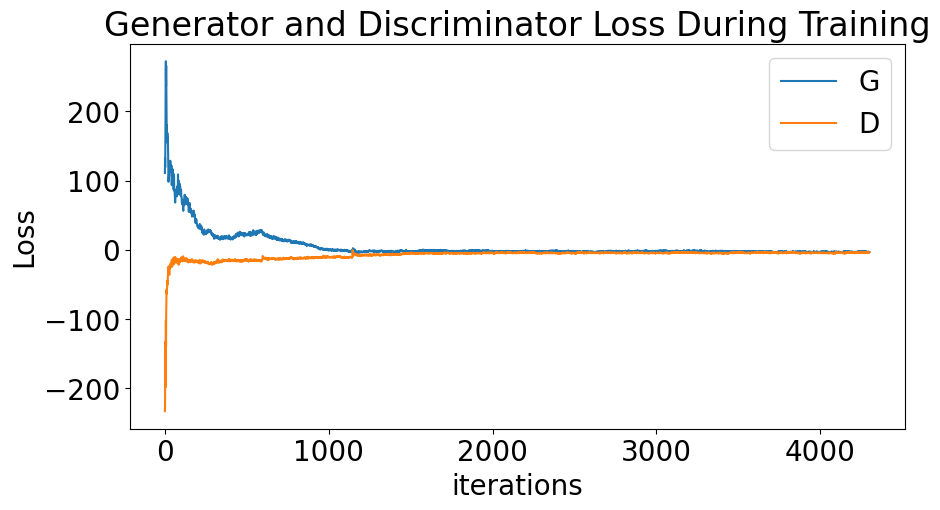 Generator and Discriminator Loss During Training
G
D
Loss
200
100
0
−100
−200
0 1000 2000 3000 4000
iterations